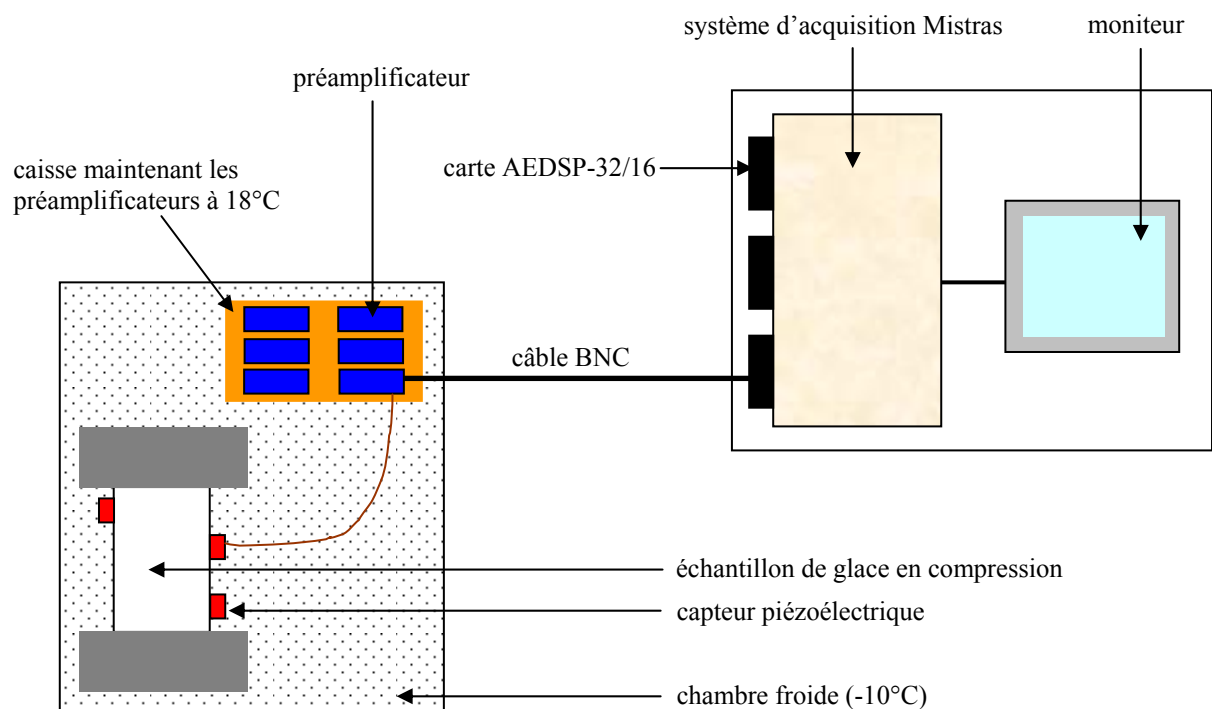 système d'acquisition Mistras
moniteur
préamplificateur
caisse maintenant les
préamplificateurs à 18°C
carte AEDSP-32/16
câble BNC
échantillon de glace en compression
capteur piézoélectrique
chambre froide (-10°C)